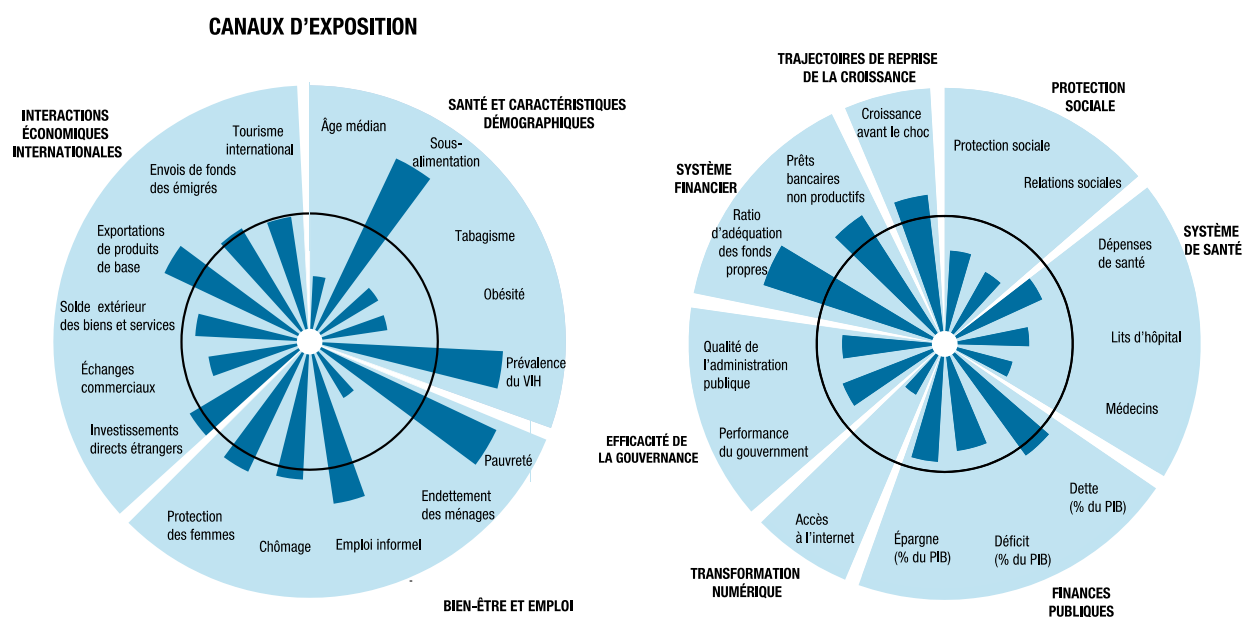 CANAUX D'EXPOSITION
INTERACTIONS
ÉCONOMIQUES
INTERNATIONALES
SANTÉ ET CARACTÉRISTIQUES
DÉMOGRAPHIQUES
Tourisme
international
Âge médian
Sous-
alimentation
Envois de fonds
des émigrés
Tabagisme
Exportations
de produits
de base
Obésité
Solde extérieur
des biens et services
Prévalence
du VIH
Échanges
commerciaux
Investissements
directs étrangers
Pauvreté
Endettement
des ménages
Protection
des femmes
Chômage
Emploi informel
BIEN-ÊTRE ET EMPLOI
TRAJECTOIRES DE REPRISE
DE LA CROISSANCE
PROTECTION
SOCIALE
Croissance
avant le choc
Protection sociale
Relations sociales
SYSTÈME
FINANCIER
Prêts
bancaires
non productifs
Ratio
d'adéquation
des fonds
propres
SYSTÈME
DE SANTÉ
Dépenses
de santé
Lits d'hôpital
Médecins
Qualité de
l'administration
publique
EFFICACITÉ DE
LA GOUVERNANCE
Performance
du gouvernment
Accès
à l'internet
TRANSFORMATION
NUMÉRIQUE
Épargne
(% du PIB)
Déficit
(% du PIB)
Dette
(% du PIB)
FINANCES
PUBLIQUES